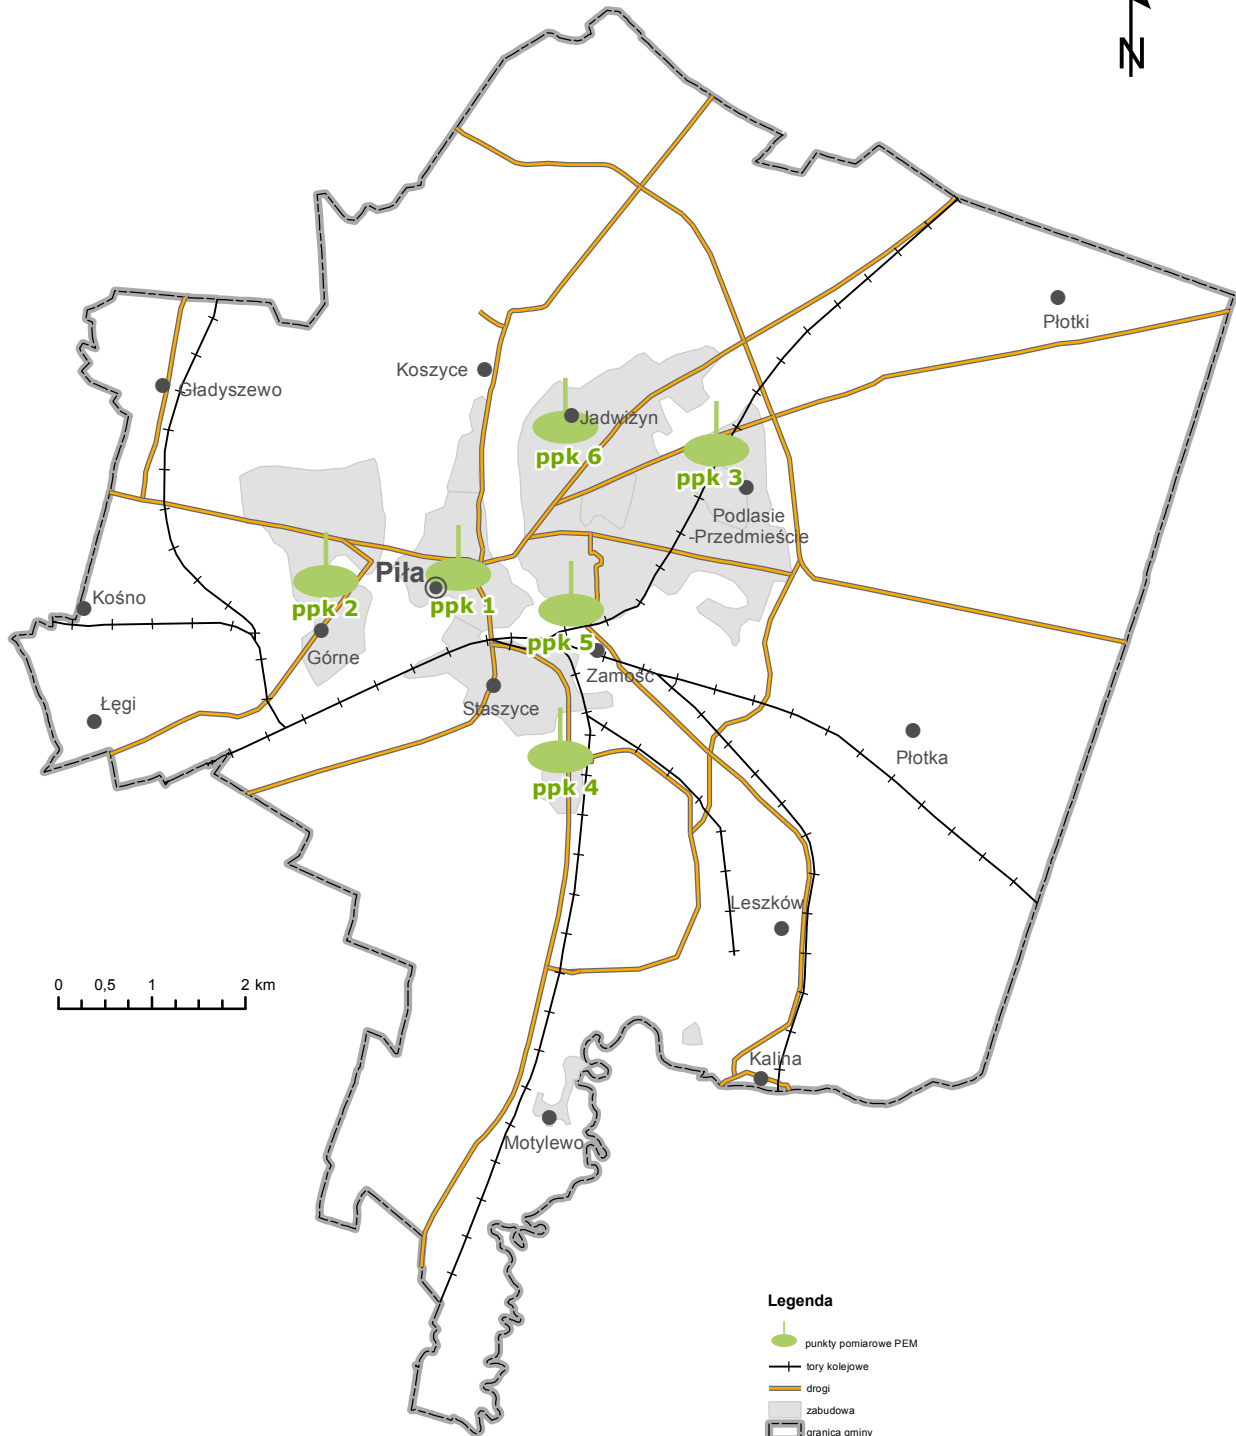 N
Płotki
Koszyce
Gładyszewo
Jadwiżyn
ppk 6
ppk 3
Podlasie
-Przedmieście
Piła
Kośno
ppk 2
ppk 1
ppk 5
Górne
Zamość
Łęgi
Staszyce
Płotka
ppk 4
Leszków
0 0,5 1 2 km
Kalina
Motylewo
Legenda
punkty pomiarowe PEM
tory kolejowe
drogi
zabudowa
granica gminy